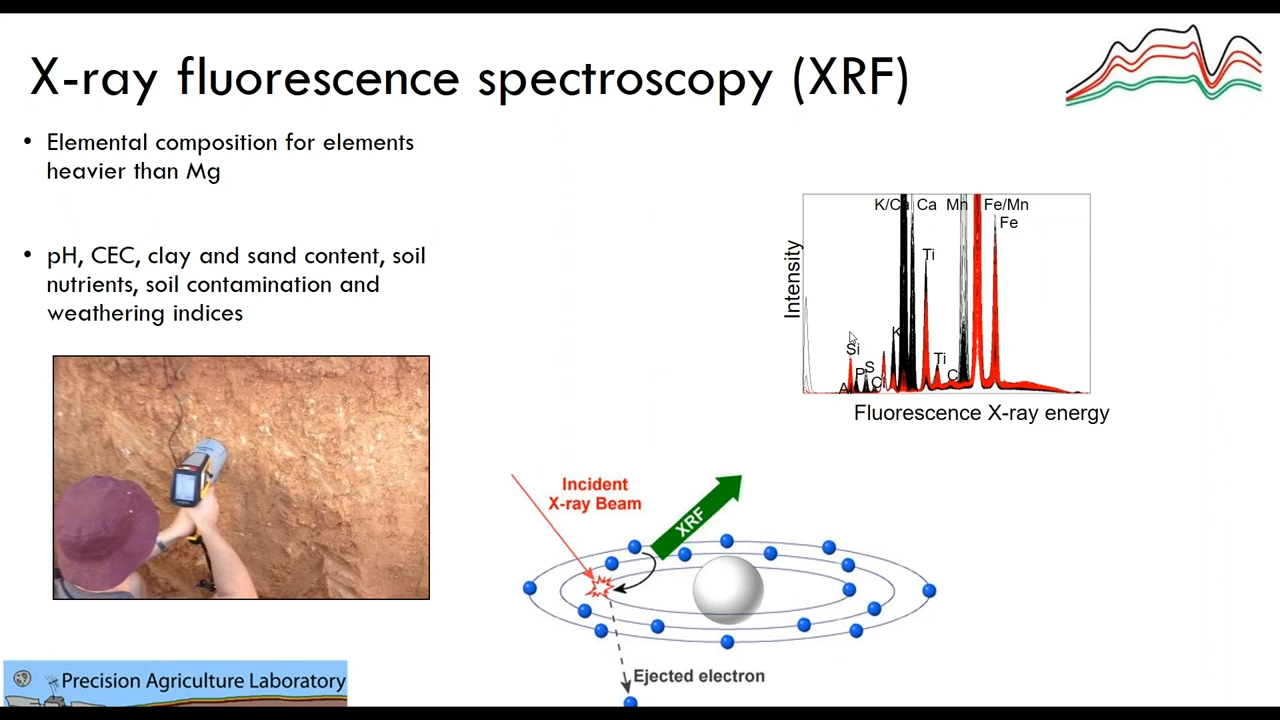 X-ray fluorescence spectroscopy (XRF)
• Elemental composition for elements
heavier than Mg
• pH, CEC, clay and sand content, soil
nutrients, soil contamination and
weathering indices
K/Ca Ca Mn Fe/Mn
Fe
Ti
K
Si
Ti
S
P
C
Cl
A
Intensity
Fluorescence X-ray energy
Incident
X-ray Beam
XRF
Ejected electron
Precision Agriculture Laboratory